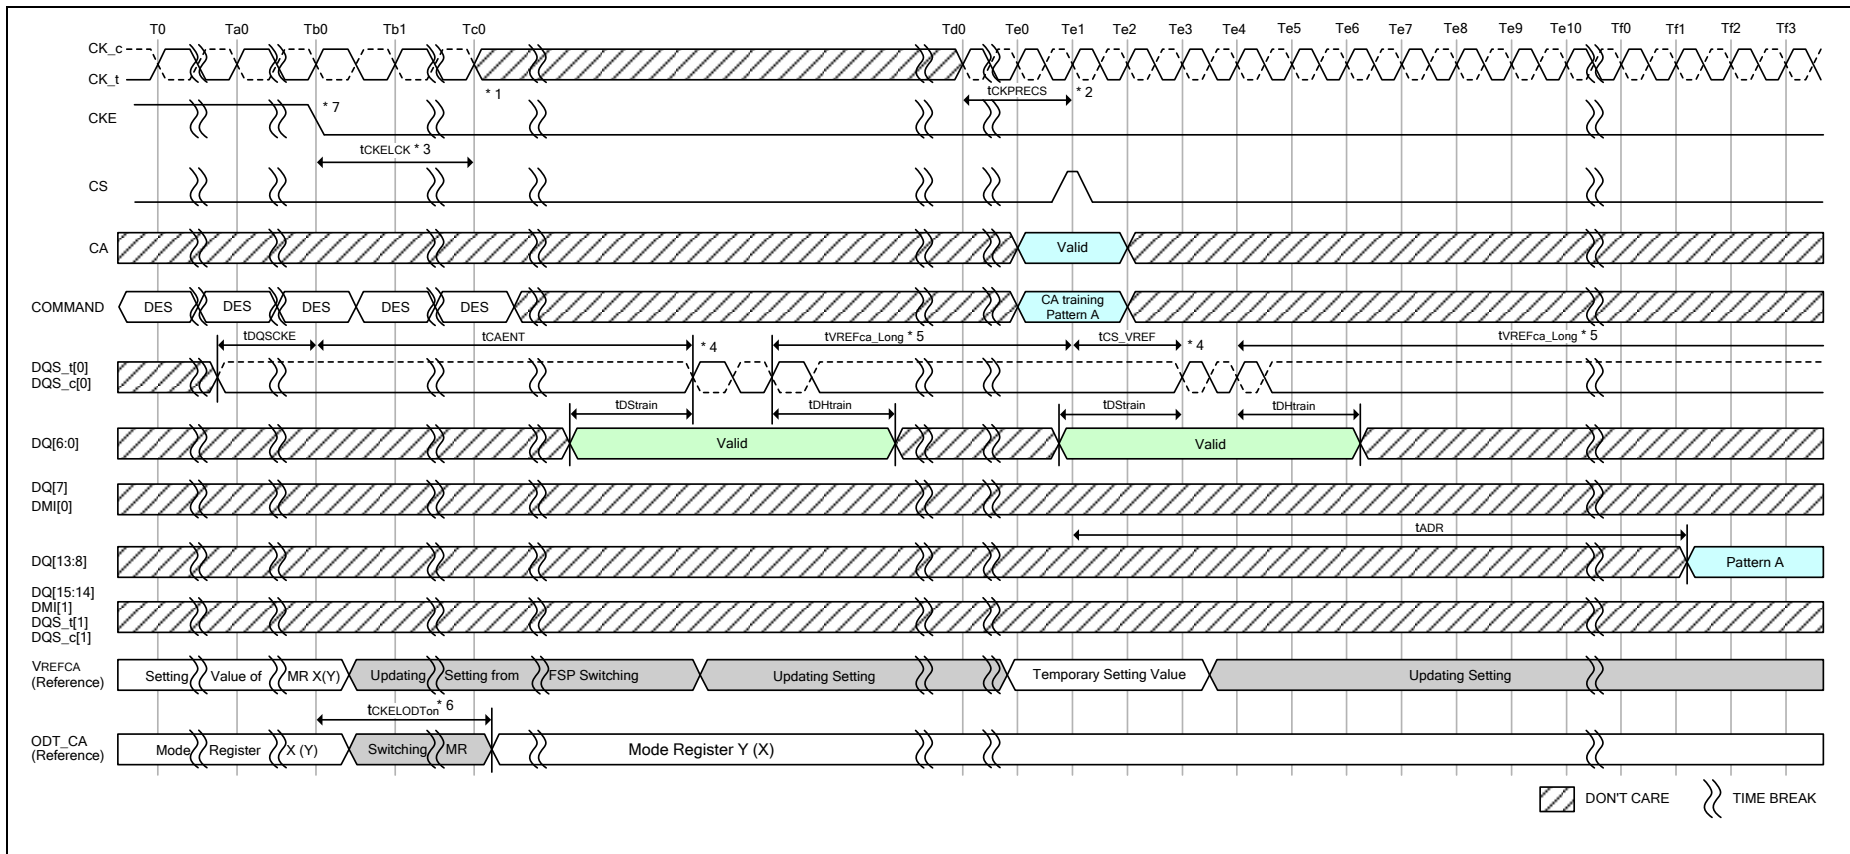 T0 Ta0 Tb0 Tb1 Tc0 Td0 Te0 Te1 Te2 Te3 Te4 Te5 Te6 Te7 Te8 Te9 Te10 Tf0 Tf1 Tf2 Tf3
CK_c
CK_t
* 1
tCKPRECS * 2
CKE
* 7
tCKELCK * 3
CS
CA
Valid
COMMAND
DES DES DES DES DES
CA training
Pattern A
tDQSCKE tCAENT * 4 tVREFca_Long * 5 tCS_VREF * 4 tVREFca_Long * 5
DQS_t[0]
DQS_c[0]
tDStrain tDHtrain tDStrain tDHtrain
DQ[6:0]
Valid Valid
DQ[7]
DMI[0]
tADR
DQ[13:8]
Pattern A
DQ[15:14]
DMI[1]
DQS_t[1]
DQS_c[1]
VREFCA
(Reference)
Setting Value of MR X(Y) Updating Setting from FSP Switching Updating Setting Temporary Setting Value Updating Setting
tCKELODTon * 6
ODT_CA
(Reference)
Mode Register X (Y) Switching MR Mode Register Y (X)
DON'T CARE TIME BREAK